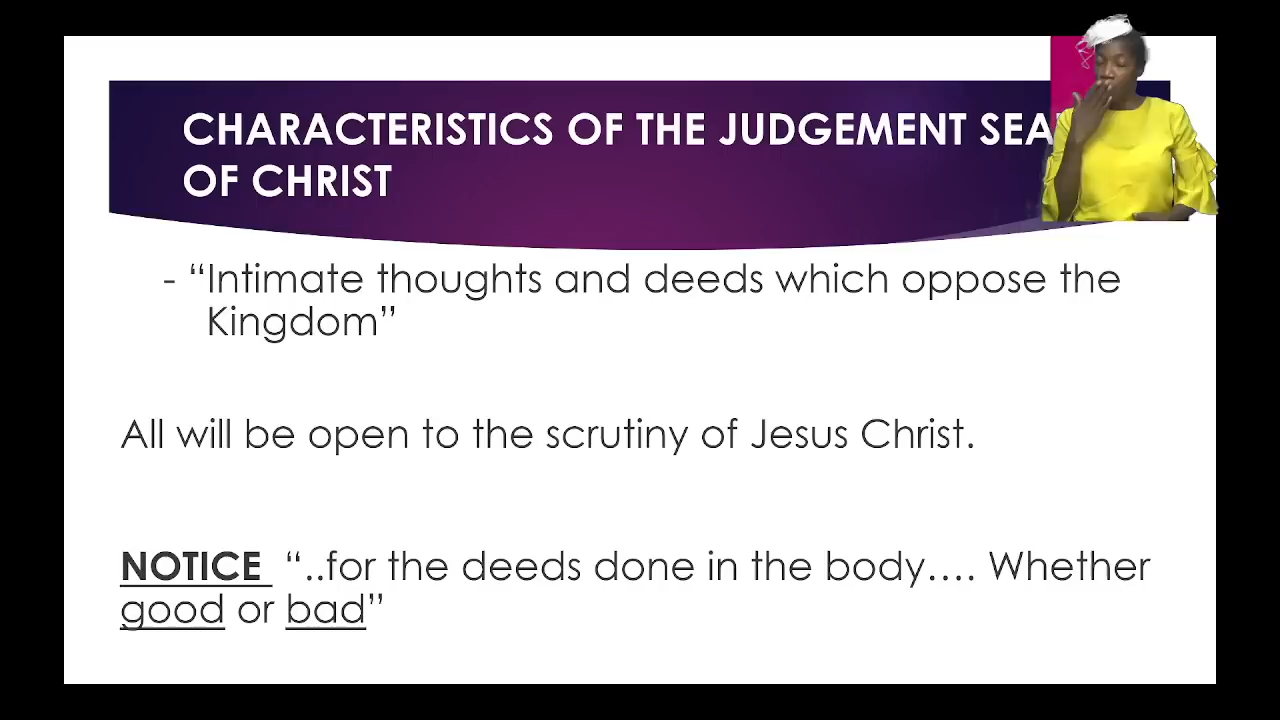 CHARACTERISTICS OF THE JUDGEMENT SEA
OF CHRIST
- “Intimate thoughts and deeds which oppose the
Kingdom”
All will be open to the scrutiny of Jesus Christ.
NOTICE “..for the deeds done in the body…. Whether
good or bad”